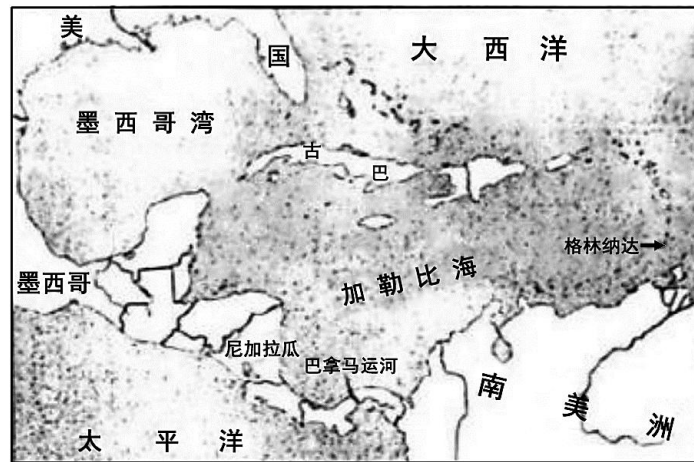 美国
大西洋
墨西哥湾
古巴
格林纳达
加勒比海
墨西哥
尼加拉瓜
巴拿马运河
南美洲
太平洋